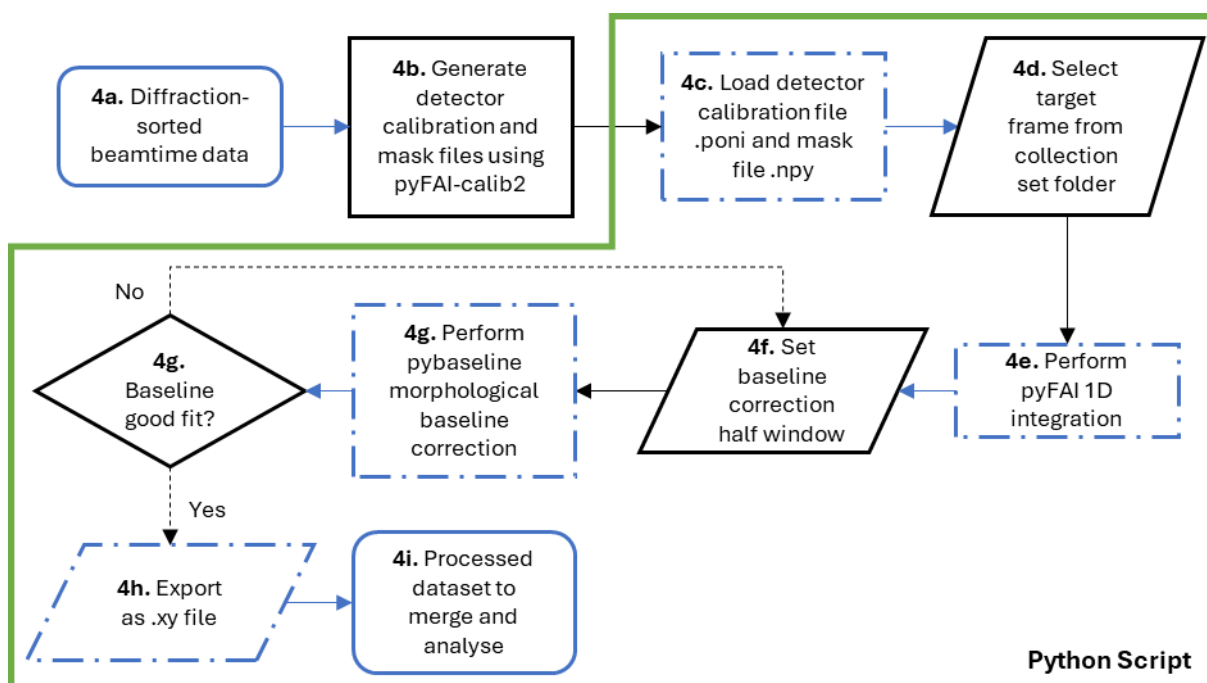 4a. Diffraction-
sorted
beamtime data
4b. Generate
detector
calibration and
mask files using
pyFAI-calib2
4c. Load detector
calibration file
.poni and mask
file .npy
4d. Select
target
frame from
collection
set folder
4e. Perform
pyFAI 1D
integration
4f. Set
baseline
correction
half window
4g. Perform
pybaseline
morphological
baseline
correction
4g.
Baseline
good fit?
No
Yes
4h. Export
as .xy file
4i. Processed
dataset to
merge and
analyse
Python Script